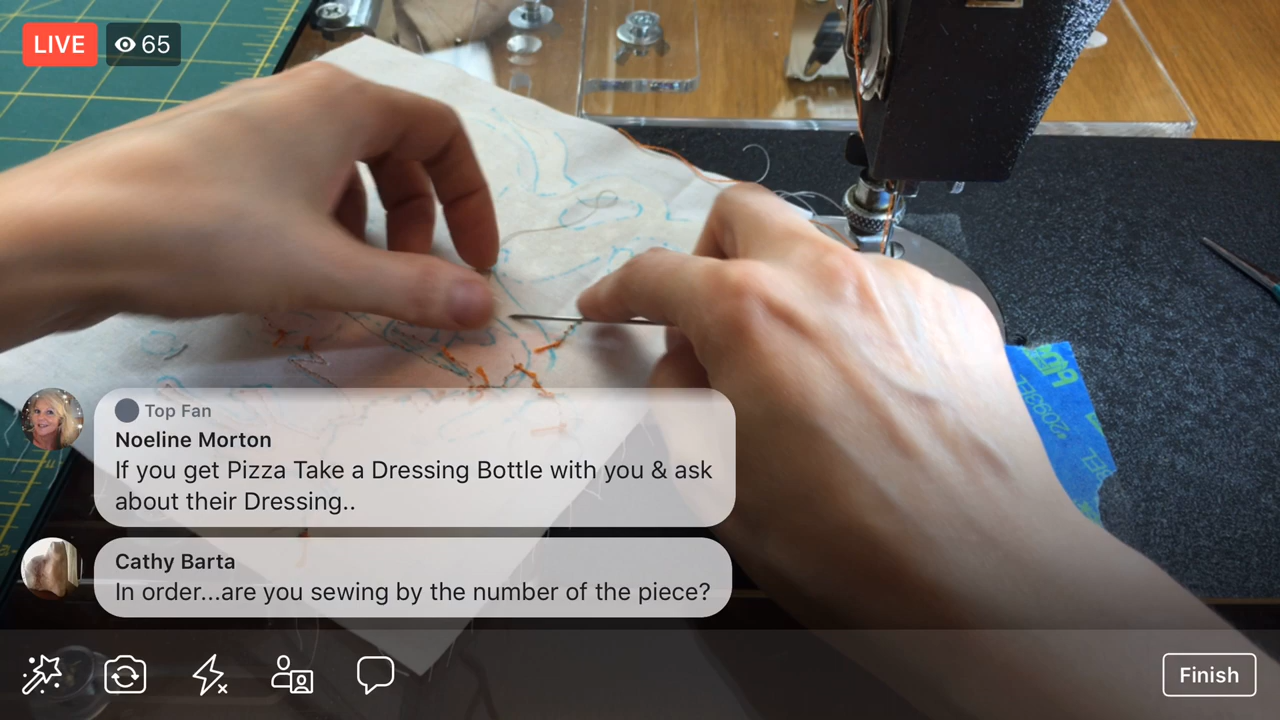 LIVE 65
Top Fan
Noeline Morton
If you get Pizza Take a Dressing Bottle with you & ask
about their Dressing..
Cathy Barta
In order...are you sewing by the number of the piece?
Finish